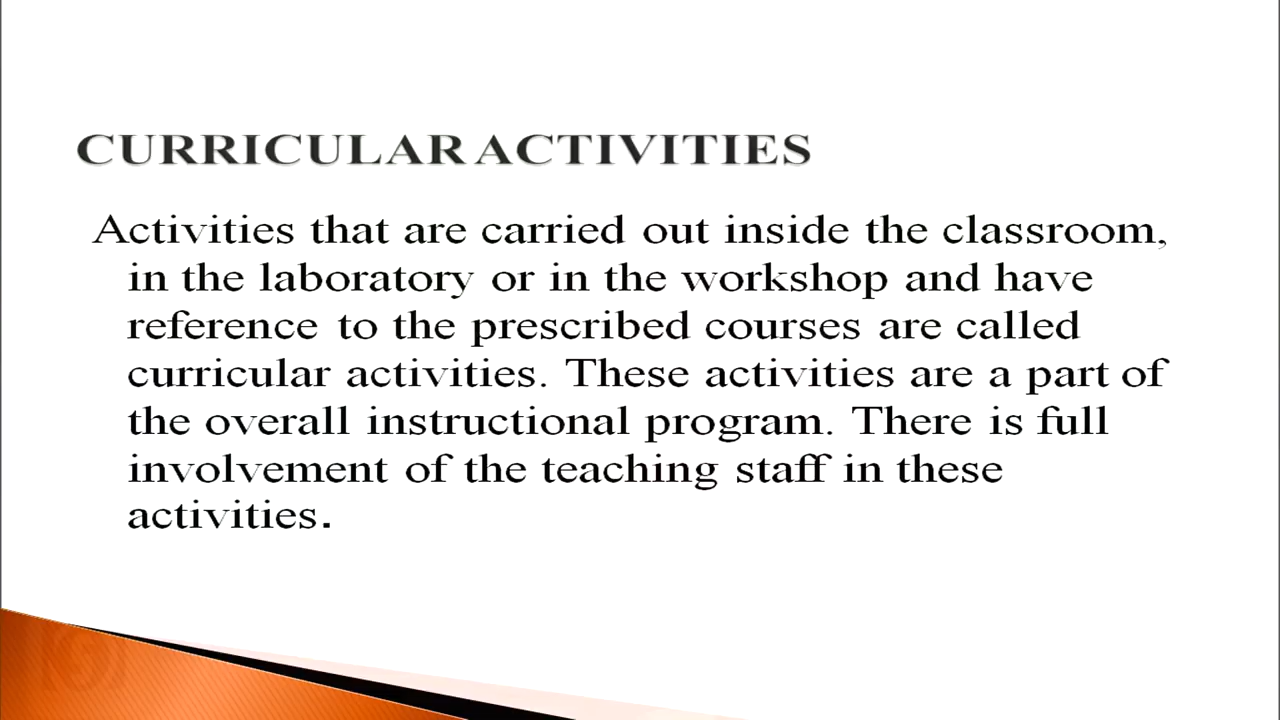 CURRICULAR ACTIVITIES
Activities that are carried out inside the classroom,
in the laboratory or in the workshop and have
reference to the prescribed courses are called
curricular activities. These activities are a part of
the overall instructional program. There is full
involvement of the teaching staff in these
activities.